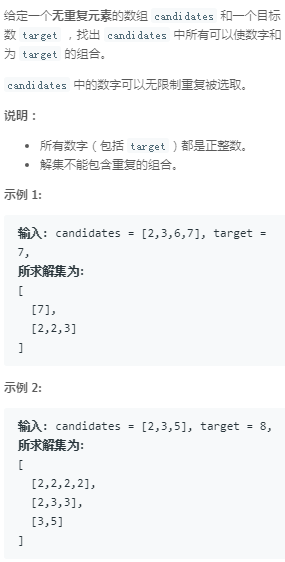 给定一个无重复元素的数组 candidates 和一个目标
数 target ，找出 candidates 中所有可以使数字和
为 target 的组合。
candidates 中的数字可以无限制重复被选取。
说明：
• 所有数字（包括 target）都是正整数。
• 解集不能包含重复的组合。
示例 1:
输入: candidates = [2,3,6,7], target =
7,
所求解集为:
[
[7],
[2,2,3]
]
示例 2:
输入: candidates = [2,3,5], target = 8,
所求解集为:
[
[2,2,2,2],
[2,3,3],
[3,5]
]